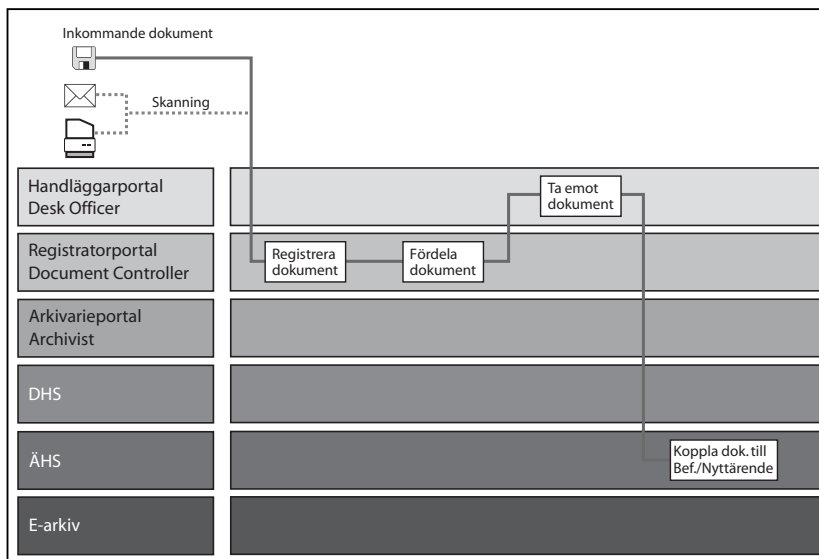 Inkommande dokument
Skanning
Handläggarportal
Desk Officer
Ta emot
dokument
Registratorportal
Document Controller
Registrera
dokument
Fördela
dokument
Arkivarieportal
Archivist
DHS
ÄHS
Koppla dok. till
Bef./Nyttärende
E-arkiv